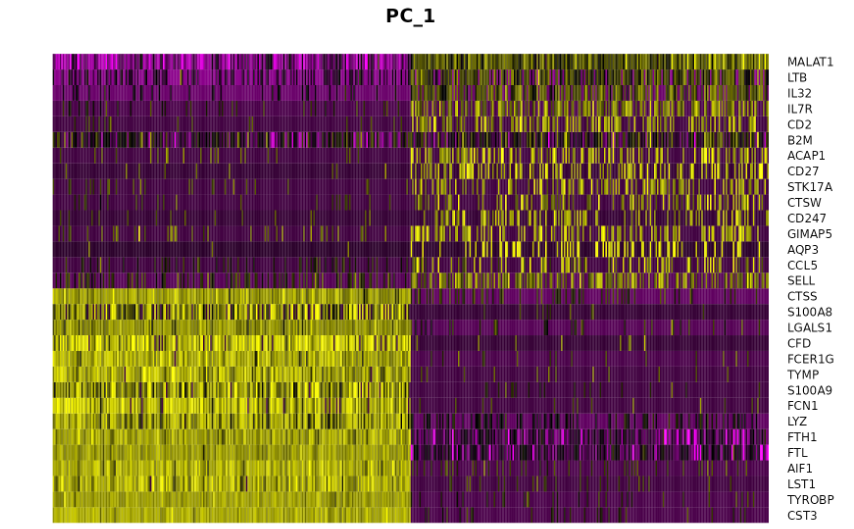 PC_1
MALAT1
LTB
IL32
IL7R
CD2
B2M
ACAP1
CD27
STK17A
CTSW
CD247
GIMAP5
AQP3
CCL5
SELL
CTSS
S100A8
LGALS1
CFD
FCER1G
TYMP
S100A9
FCN1
LYZ
FTH1
FTL
AIF1
LST1
TYROBP
CST3